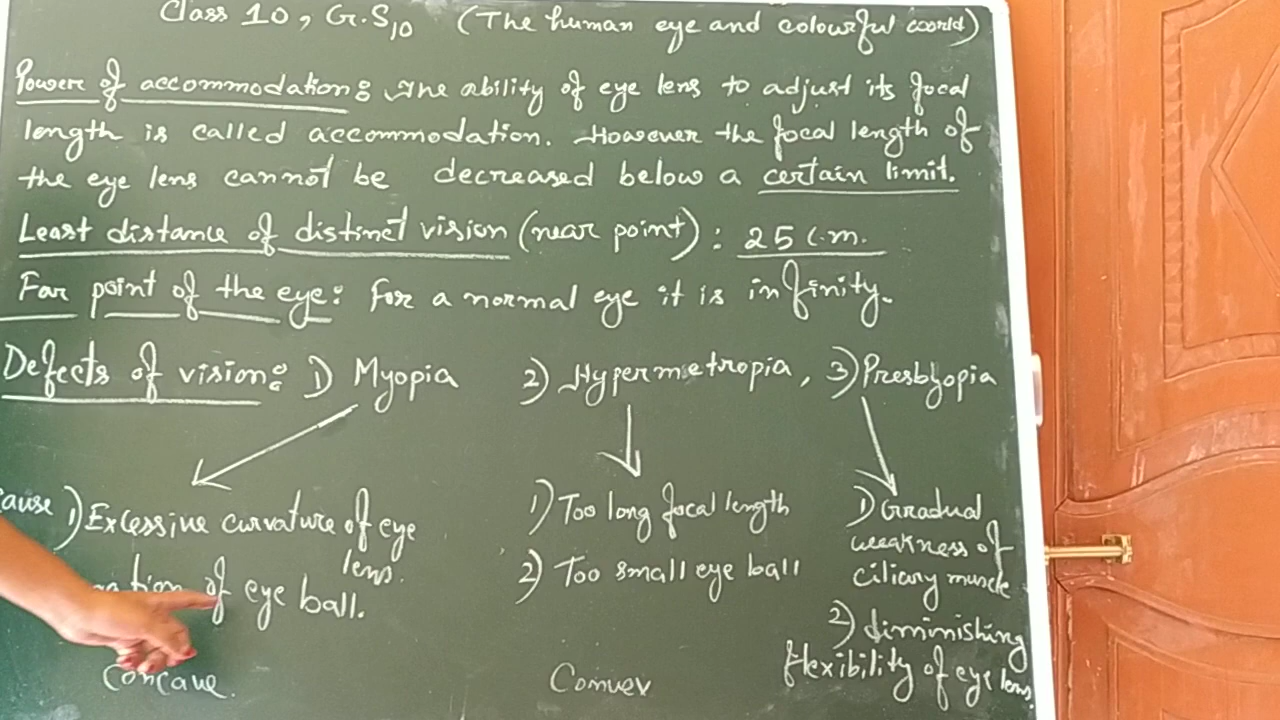 Class 10, G.S10 (The human eye and colourful world)
Power of accommodation: The ability of eye lens to adjust its focal
length is called accommodation. However the focal length of
the eye lens cannot be decreased below a certain limit.
Least distance of distinct vision (near point): 25 c.m.
Far point of the eye: for a normal eye it is infinity.
Defects of vision: 1) Myopia 2) Hypermetropia, 3) Presbyopia
cause 1) Excessive curvature of eye
lens.
of eye ball.
Concave.
1) Too long focal length
2) Too small eye ball
Convex
1) Gradual
weakness of
ciliary muscle
2) diminishing
flexibility of eye lens